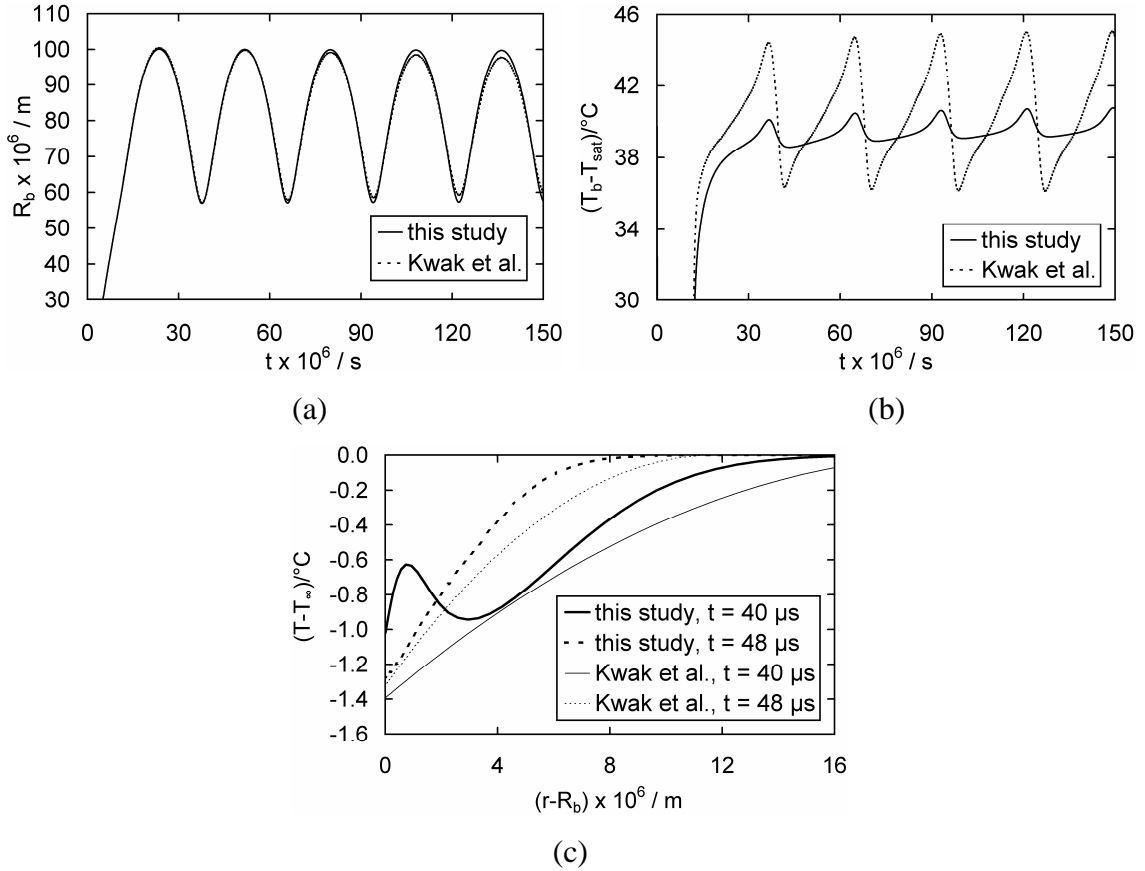 R_b x 10^6 / m
110
100
90
80
70
60
50
100
30
this study
Kwak et al.
0 30 60 90 120 150
t x 10^6 / s
(a)
(T_b-T_sat)/°C
46
42
38
34
30
this study
Kwak et al.
0 30 60 90 120 150
t x 10^6 / s
(b)
(T-T_∞)/°C
0.0
-0.2
-0.4
-0.6
-0.8
-1.0
-1.2
-1.4
-1.6
this study, t = 40 µs
this study, t = 48 µs
Kwak et al., t = 40 µs
Kwak et al., t = 48 µs
0 4 8 12 16
(r-R_b) x 10^6 / m
(c)